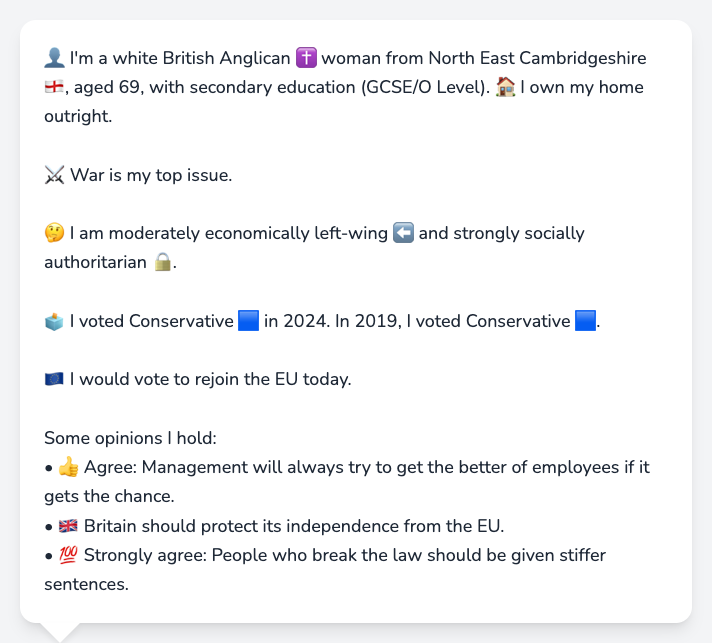 👤 I'm a white British Anglican ✝️ woman from North East Cambridgeshire
🏴󠁧󠁢󠁥󠁮󠁧󠁿, aged 69, with secondary education (GCSE/O Level). 🏠 I own my home
outright.
⚔️ War is my top issue.
🤔 I am moderately economically left-wing ⬅️ and strongly socially
authoritarian 🔒.
🗳️ I voted Conservative 🟦 in 2024. In 2019, I voted Conservative 🟦.
🇪🇺 I would vote to rejoin the EU today.
Some opinions I hold:
• 👍 Agree: Management will always try to get the better of employees if it
gets the chance.
• 🇬🇧 Britain should protect its independence from the EU.
• 💯 Strongly agree: People who break the law should be given stiffer
sentences.